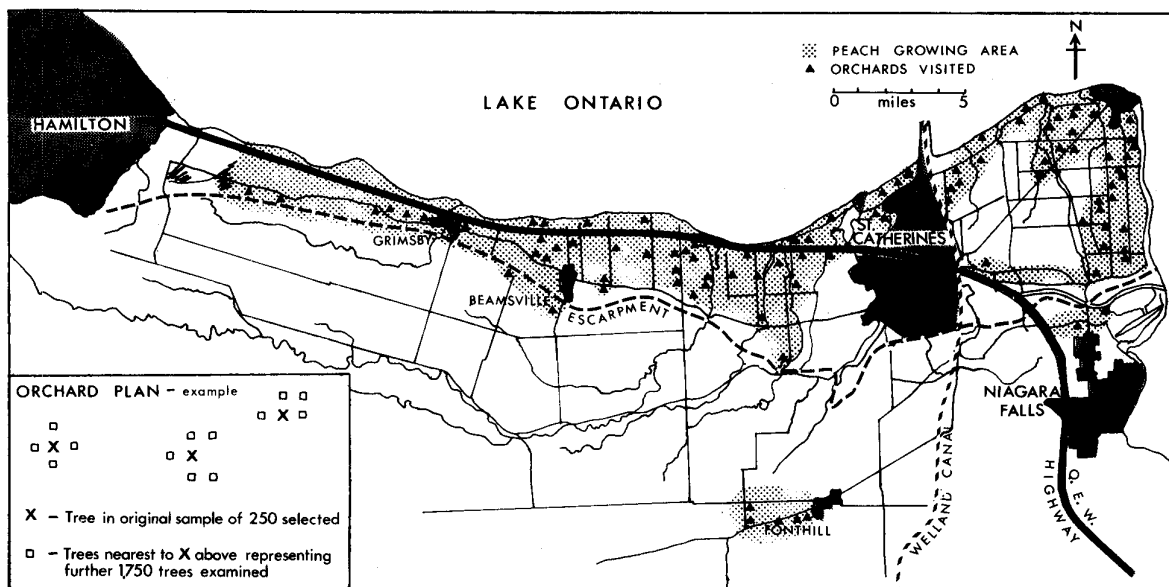 N
PEACH GROWING AREA
ORCHARDS VISITED
0 miles 5
LAKE ONTARIO
HAMILTON
GRIMSBY
ST. CATHERINES
BEAMSVILLE
ESCARPMENT
NIAGARA
FALLS
WELLAND CANAL
Q.E.W.
HIGHWAY
FONTHILL
ORCHARD PLAN – example
X – Tree in original sample of 250 selected
– Trees nearest to X above representing
further 1,750 trees examined